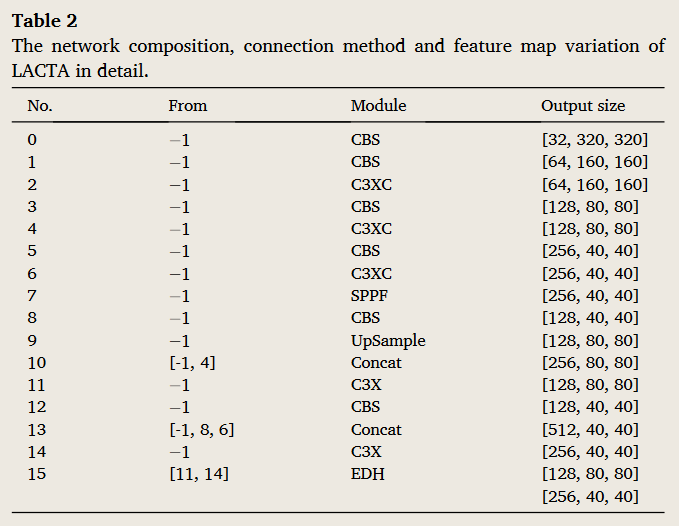 Table 2
The network composition, connection method and feature map variation of
LACTA in detail.
No. From Module Output size
0 −1 CBS [32, 320, 320]
1 −1 CBS [64, 160, 160]
2 −1 C3XC [64, 160, 160]
3 −1 CBS [128, 80, 80]
4 −1 C3XC [128, 80, 80]
5 −1 CBS [256, 40, 40]
6 −1 C3XC [256, 40, 40]
7 −1 SPPF [256, 40, 40]
8 −1 CBS [128, 40, 40]
9 −1 UpSample [128, 80, 80]
10 [-1, 4] Concat [256, 80, 80]
11 −1 C3X [128, 80, 80]
12 −1 CBS [128, 40, 40]
13 [-1, 8, 6] Concat [512, 40, 40]
14 −1 C3X [256, 40, 40]
15 [11, 14] EDH [128, 80, 80]
[256, 40, 40]